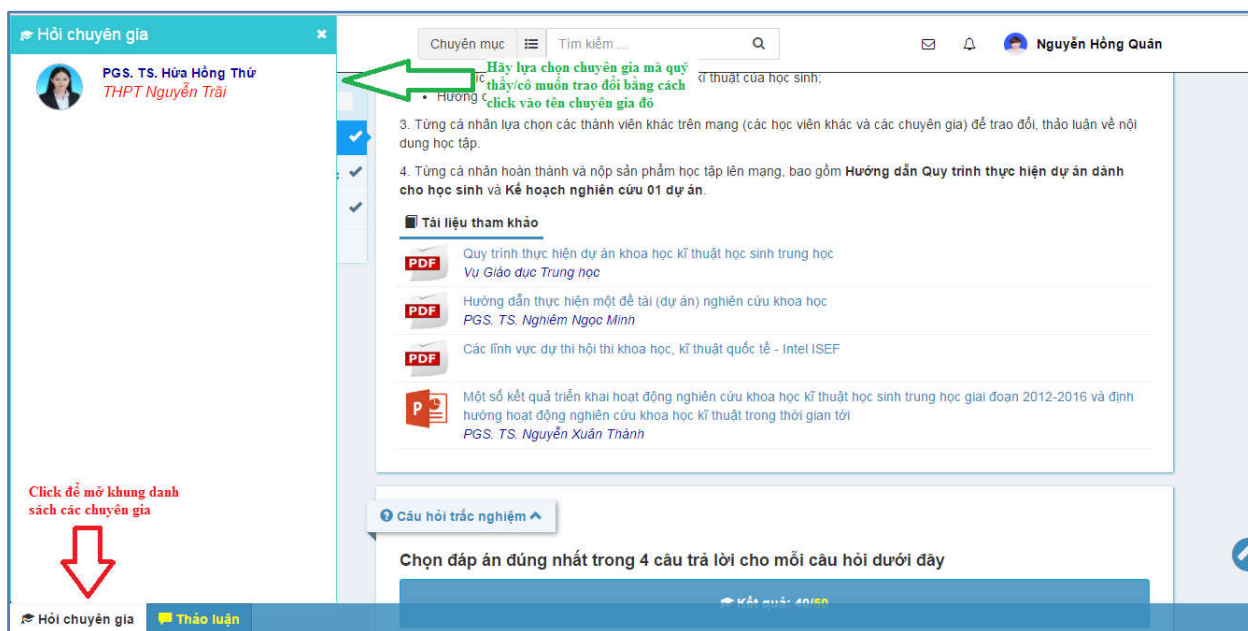 Hỏi chuyên gia
PGS. TS. Hứa Hồng Thứ
THPT Nguyễn Trãi
Click để mở khung danh
sách các chuyên gia
Hỏi chuyên gia
Thảo luận
Chuyên mục
Tìm kiếm ...
Nguyễn Hồng Quân
Hãy lựa chọn chuyên gia mà quý
thầy/cô muốn trao đổi bằng cách
click vào tên chuyên gia đó
kĩ thuật của học sinh;
3. Từng cá nhân lựa chọn các thành viên khác trên mạng (các học viên khác và các chuyên gia) để trao đổi, thảo luận về nội
dung học tập.
4. Từng cá nhân hoàn thành và nộp sản phẩm học tập lên mạng, bao gồm Hướng dẫn Quy trình thực hiện dự án dành
cho học sinh và Kế hoạch nghiên cứu 01 dự án.
Tài liệu tham khảo
PDF
Quy trình thực hiện dự án khoa học kĩ thuật học sinh trung học
Vụ Giáo dục Trung học
PDF
Hướng dẫn thực hiện một đề tài (dự án) nghiên cứu khoa học
PGS. TS. Nghiêm Ngọc Minh
PDF
Các lĩnh vực dự thi hội thi khoa học, kĩ thuật quốc tế - Intel ISEF
P
Một số kết quả triển khai hoạt động nghiên cứu khoa học kĩ thuật học sinh trung học giai đoạn 2012-2016 và định
hướng hoạt động nghiên cứu khoa học kĩ thuật trong thời gian tới
PGS. TS. Nguyễn Xuân Thành
Câu hỏi trắc nghiệm
Chọn đáp án đúng nhất trong 4 câu trả lời cho mỗi câu hỏi dưới đây
Kết quả: 40/50